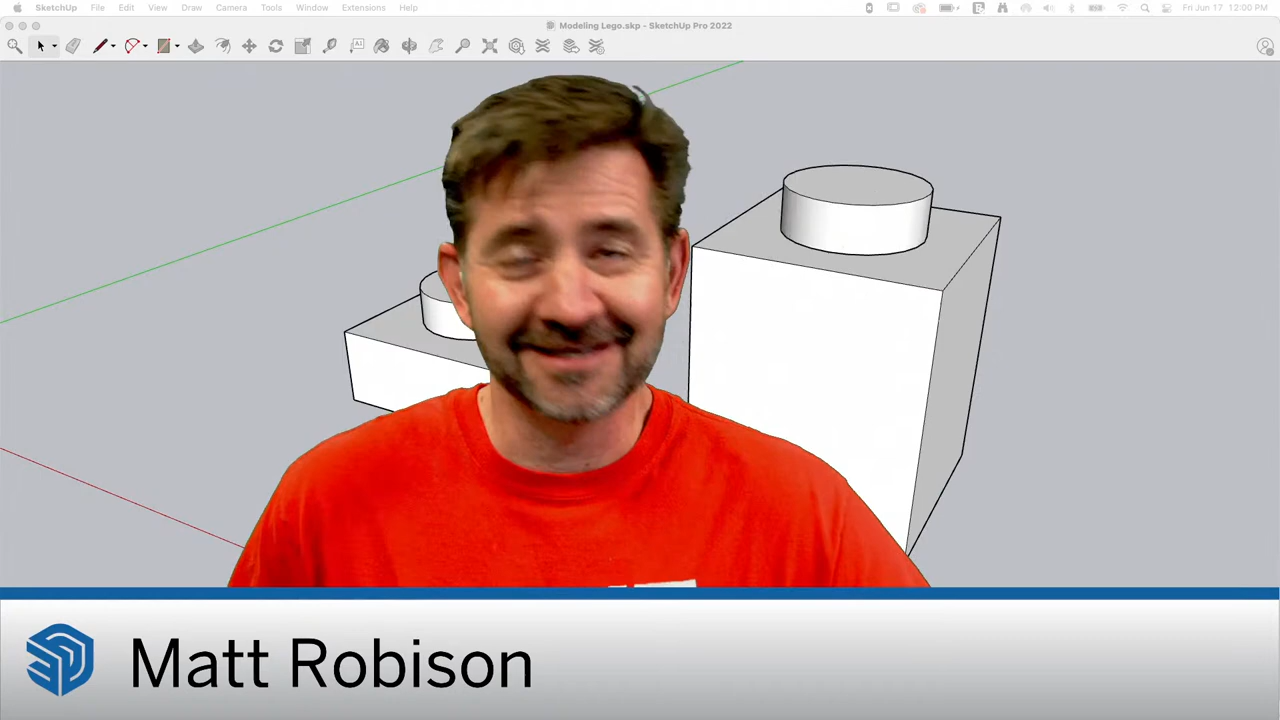 SketchUp File Edit View Draw Camera Tools Window Extensions Help Fri Jun 17 12:00 PM
Modeling Lego.skp - SketchUp Pro 2022
Matt Robison